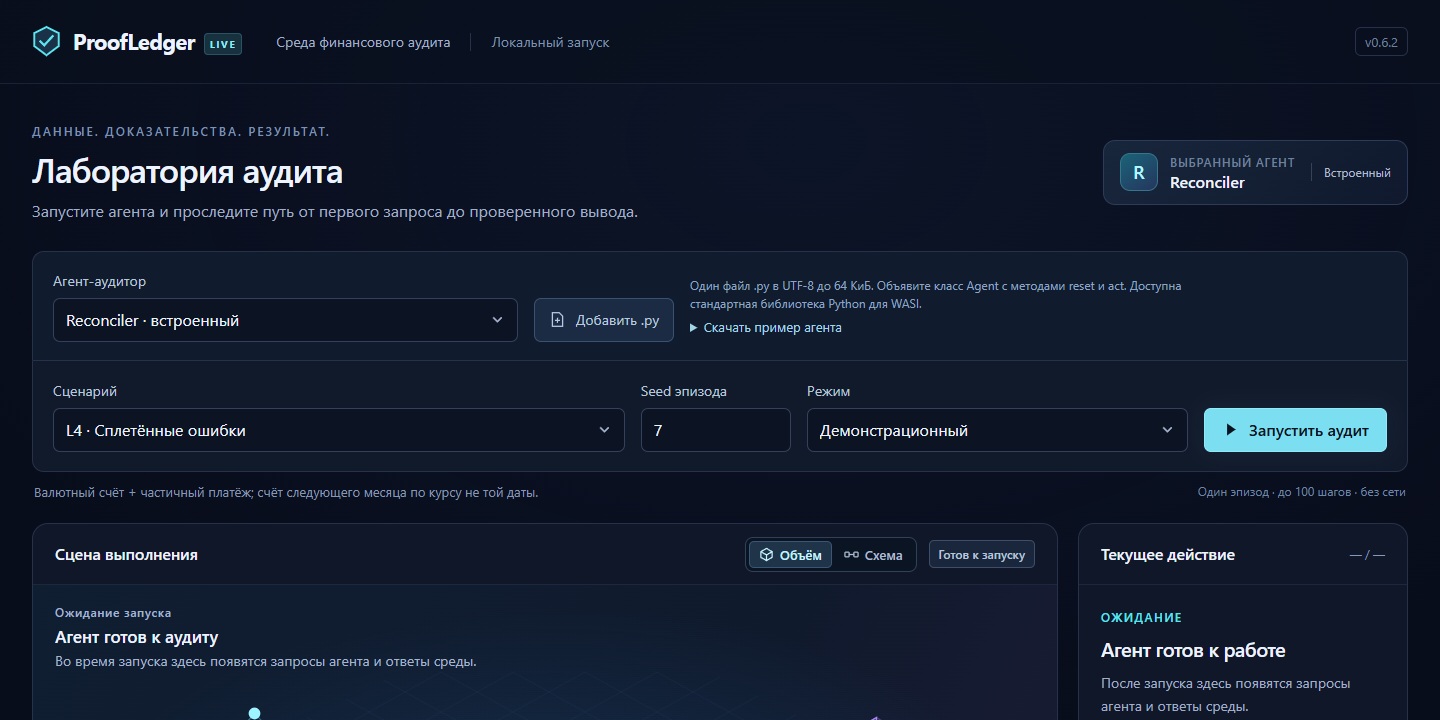 ProofLedger LIVE Среда финансового аудита Локальный запуск v0.6.2
ДАННЫЕ. ДОКАЗАТЕЛЬСТВА. РЕЗУЛЬТАТ.
Лаборатория аудита
Запустите агента и проследите путь от первого запроса до проверенного вывода.
R
ВЫБРАННЫЙ АГЕНТ
Reconciler
Встроенный
Агент-аудитор
Reconciler · встроенный
Добавить .py
Один файл .py в UTF-8 до 64 КиБ. Объявите класс Agent с методами reset и act. Доступна
стандартная библиотека Python для WASI.
Скачать пример агента
Сценарий
L4 · Сплетённые ошибки
Seed эпизода
7
Режим
Демонстрационный
Запустить аудит
Валютный счёт + частичный платёж; счёт следующего месяца по курсу не той даты.
Один эпизод · до 100 шагов · без сети
Сцена выполнения
Объём
Схема
Готов к запуску
Ожидание запуска
Агент готов к аудиту
Во время запуска здесь появятся запросы агента и ответы среды.
Текущее действие
— / —
ОЖИДАНИЕ
Агент готов к работе
После запуска здесь появятся запросы
агента и ответы среды.